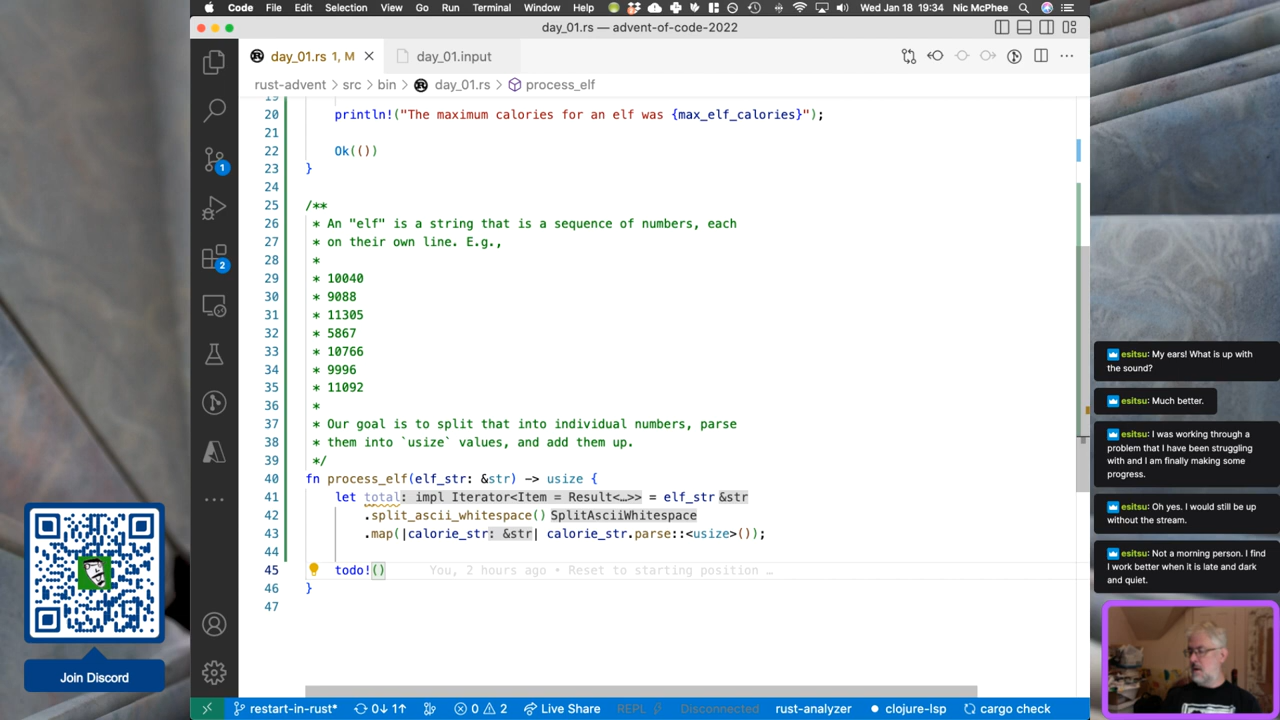 Code File Edit Selection View Go Run Terminal Window Help Wed Jan 18 19:34 Nic McPhee
day_01.rs — advent-of-code-2022
day_01.rs 1, M
day_01.input
rust-advent > src > bin > day_01.rs > process_elf
19
20 println!("The maximum calories for an elf was {max_elf_calories}");
21
22 Ok(())
23 }
24
25 /**
26 * An "elf" is a string that is a sequence of numbers, each
27 * on their own line. E.g.,
28 *
29 * 10040
30 * 9088
31 * 11305
32 * 5867
33 * 10766
34 * 9996
35 * 11092
36 *
37 * Our goal is to split that into individual numbers, parse
38 * them into `usize` values, and add them up.
39 */
40 fn process_elf(elf_str: &str) -> usize {
41 let total: impl Iterator<Item = Result<…>> = elf_str &str
42 .split_ascii_whitespace() SplitAsciiWhitespace
43 .map(|calorie_str: &str| calorie_str.parse::<usize>());
44
45 todo!() You, 2 hours ago • Reset to starting position …
46 }
47
1
2
esitsu: My ears! What is up with
the sound?
esitsu: Much better.
esitsu: I was working through a
problem that I have been struggling
with and I am finally making some
progress.
esitsu: Oh yes. I would still be up
without the stream.
esitsu: Not a morning person. I find
I work better when it is late and dark
and quiet.
Join Discord
restart-in-rust* 0↓ 1↑ 0 2 Live Share REPL Disconnected rust-analyzer clojure-lsp cargo check